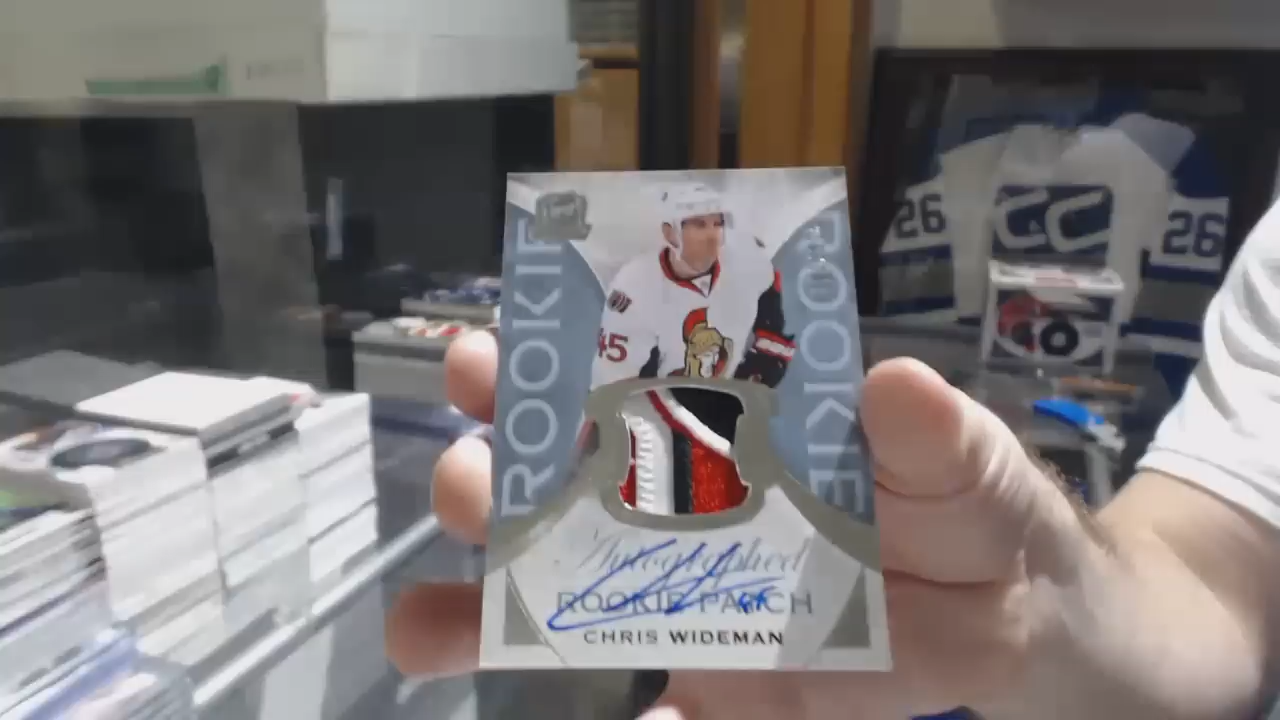 ROOKIE
ROOKIE
45
Autographed
ROOKIE PATCH
CHRIS WIDEMAN
26
26